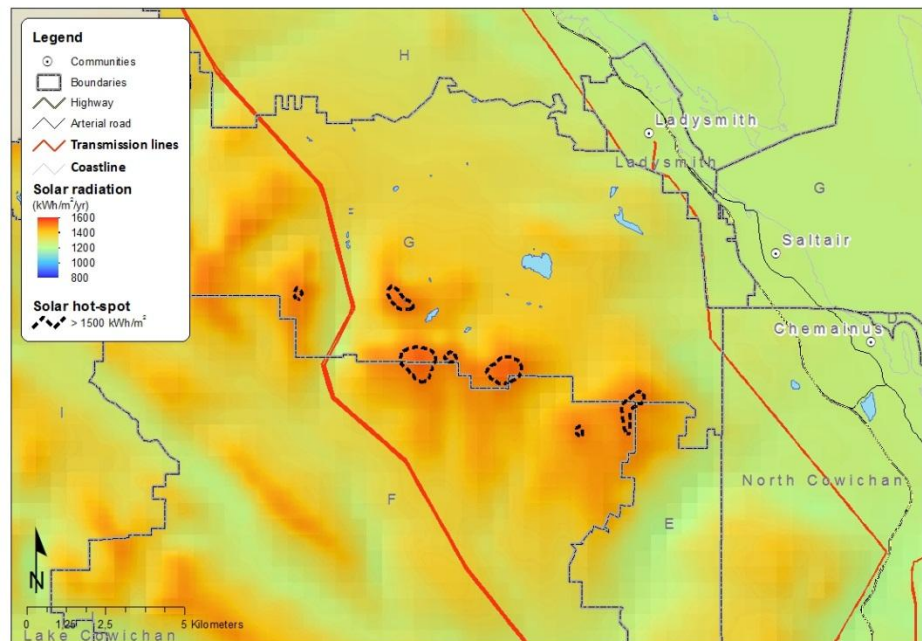 Legend
Communities
Boundaries
Highway
Arterial road
Transmission lines
Coastline
Solar radiation
(kWh/m²/yr)
1600
1400
1200
1000
800
Solar hot-spot
> 1500 kWh/m²
H
Ladysmith
Ladysmith
G
G
Saltair
D
Chemainus
I
North Cowichan
F
E
N
0 1.25 2.5 5 Kilometers
Lake Cowichan